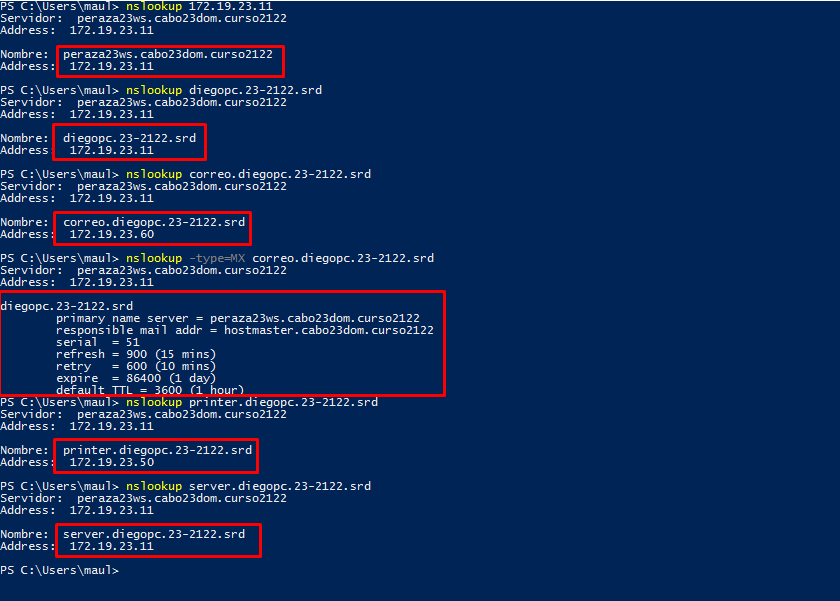 PS C:\Users\maul> nslookup 172.19.23.11
Servidor:  peraza23ws.cabo23dom.curso2122
Address:  172.19.23.11
Nombre:  peraza23ws.cabo23dom.curso2122
Address:  172.19.23.11
PS C:\Users\maul> nslookup diegopc.23-2122.srd
Servidor:  peraza23ws.cabo23dom.curso2122
Address:  172.19.23.11
Nombre:  diegopc.23-2122.srd
Address  172.19.23.11
PS C:\Users\maul> nslookup correo.diegopc.23-2122.srd
Servidor:  peraza23ws.cabo23dom.curso2122
Address:  172.19.23.11
Nombre:  correo.diegopc.23-2122.srd
Address:  172.19.23.60
PS C:\Users\maul> nslookup -type=MX correo.diegopc.23-2122.srd
Servidor:  peraza23ws.cabo23dom.curso2122
Address:  172.19.23.11
diegopc.23-2122.srd
        primary name server = peraza23ws.cabo23dom.curso2122
        responsible mail addr = hostmaster.cabo23dom.curso2122
        serial  = 51
        refresh = 900 (15 mins)
        retry   = 600 (10 mins)
        expire  = 86400 (1 day)
        default TTL = 3600 (1 hour)
PS C:\Users\maul> nslookup printer.diegopc.23-2122.srd
Servidor:  peraza23ws.cabo23dom.curso2122
Address:  172.19.23.11
Nombre:  printer.diegopc.23-2122.srd
Address:  172.19.23.50
PS C:\Users\maul> nslookup server.diegopc.23-2122.srd
Servidor:  peraza23ws.cabo23dom.curso2122
Address:  172.19.23.11
Nombre:  server.diegopc.23-2122.srd
Address:  172.19.23.11
PS C:\Users\maul>